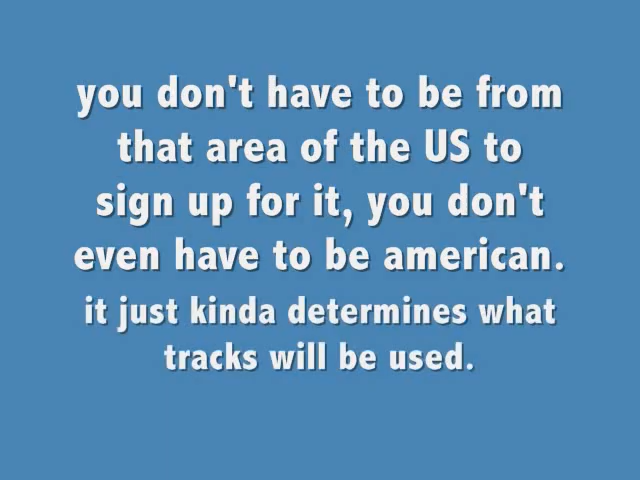 you don't have to be from
that area of the US to
sign up for it, you don't
even have to be american.
it just kinda determines what
tracks will be used.